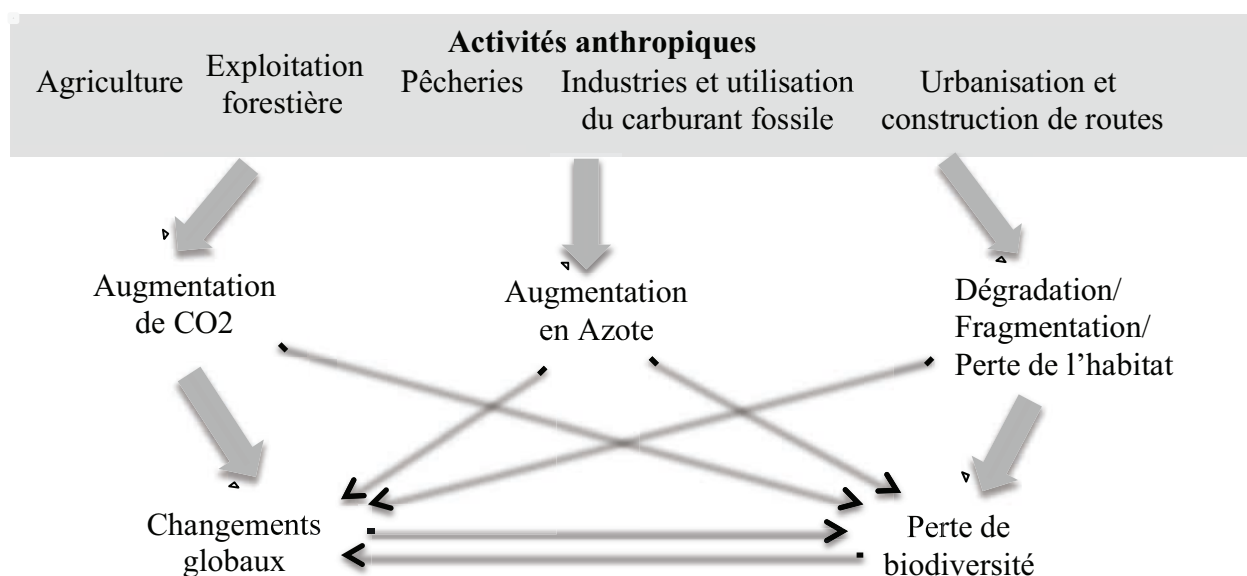 Activités anthropiques
Agriculture
Exploitation
forestière
Pêcheries
Industries et utilisation
du carburant fossile
Urbanisation et
construction de routes
Augmentation
de CO2
Augmentation
en Azote
Dégradation/
Fragmentation/
Perte de l'habitat
Changements
globaux
Perte de
biodiversité